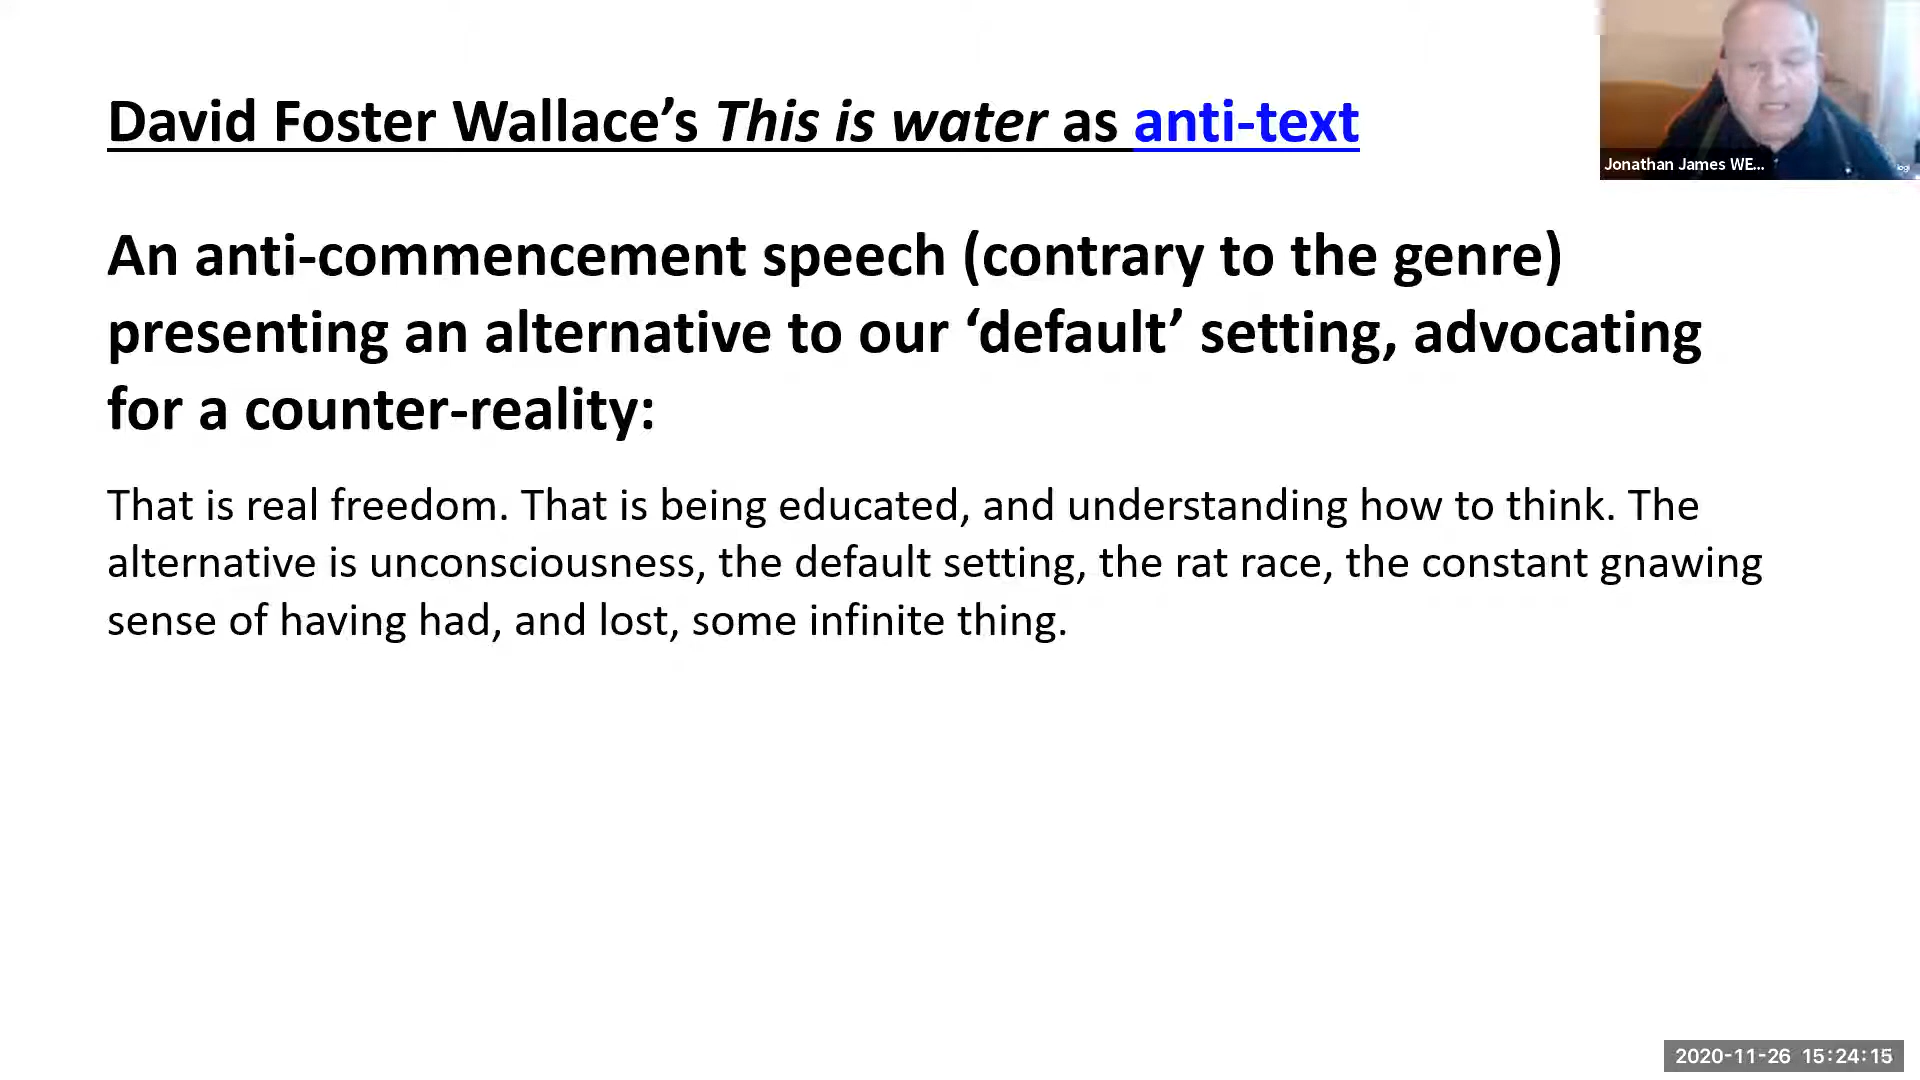 David Foster Wallace’s This is water as anti-text
Jonathan James WE...
An anti-commencement speech (contrary to the genre)
presenting an alternative to our ‘default’ setting, advocating
for a counter-reality:
That is real freedom. That is being educated, and understanding how to think. The
alternative is unconsciousness, the default setting, the rat race, the constant gnawing
sense of having had, and lost, some infinite thing.
2020-11-26 15:24:15